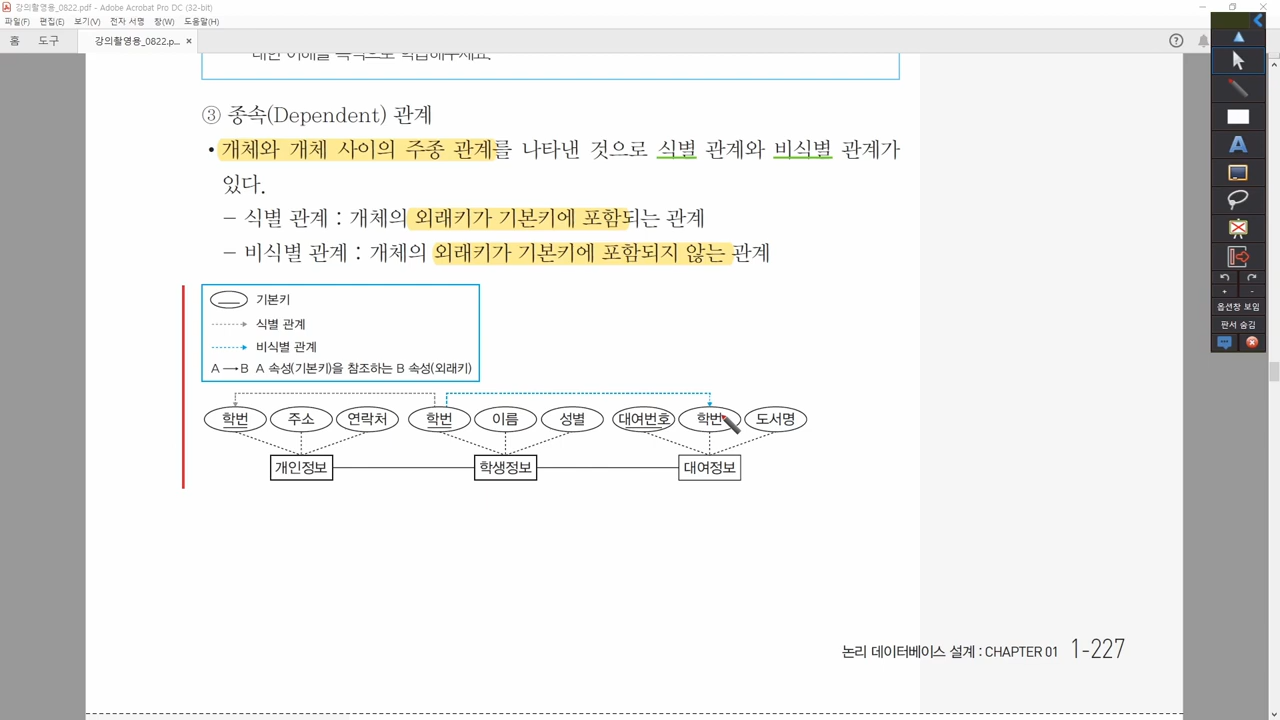 강의촬영용_0822.pdf - Adobe Acrobat Pro DC (32-bit)
파일(F) 편집(E) 보기(V) 전자 서명 창(W) 도움말(H)
홈 도구 강의촬영용_0822.p... ×
③ 종속(Dependent) 관계
• 개체와 개체 사이의 주종 관계를 나타낸 것으로 식별 관계와 비식별 관계가
있다.
– 식별 관계 : 개체의 외래키가 기본키에 포함되는 관계
– 비식별 관계 : 개체의 외래키가 기본키에 포함되지 않는 관계
기본키
식별 관계
비식별 관계
A → B A 속성(기본키)을 참조하는 B 속성(외래키)
학번 주소 연락처 학번 이름 성별 대여번호 학번 도서명
개인정보 학생정보 대여정보
논리 데이터베이스 설계 : CHAPTER 01 1-227
A
+ -
옵션창 보임
판서 숨김